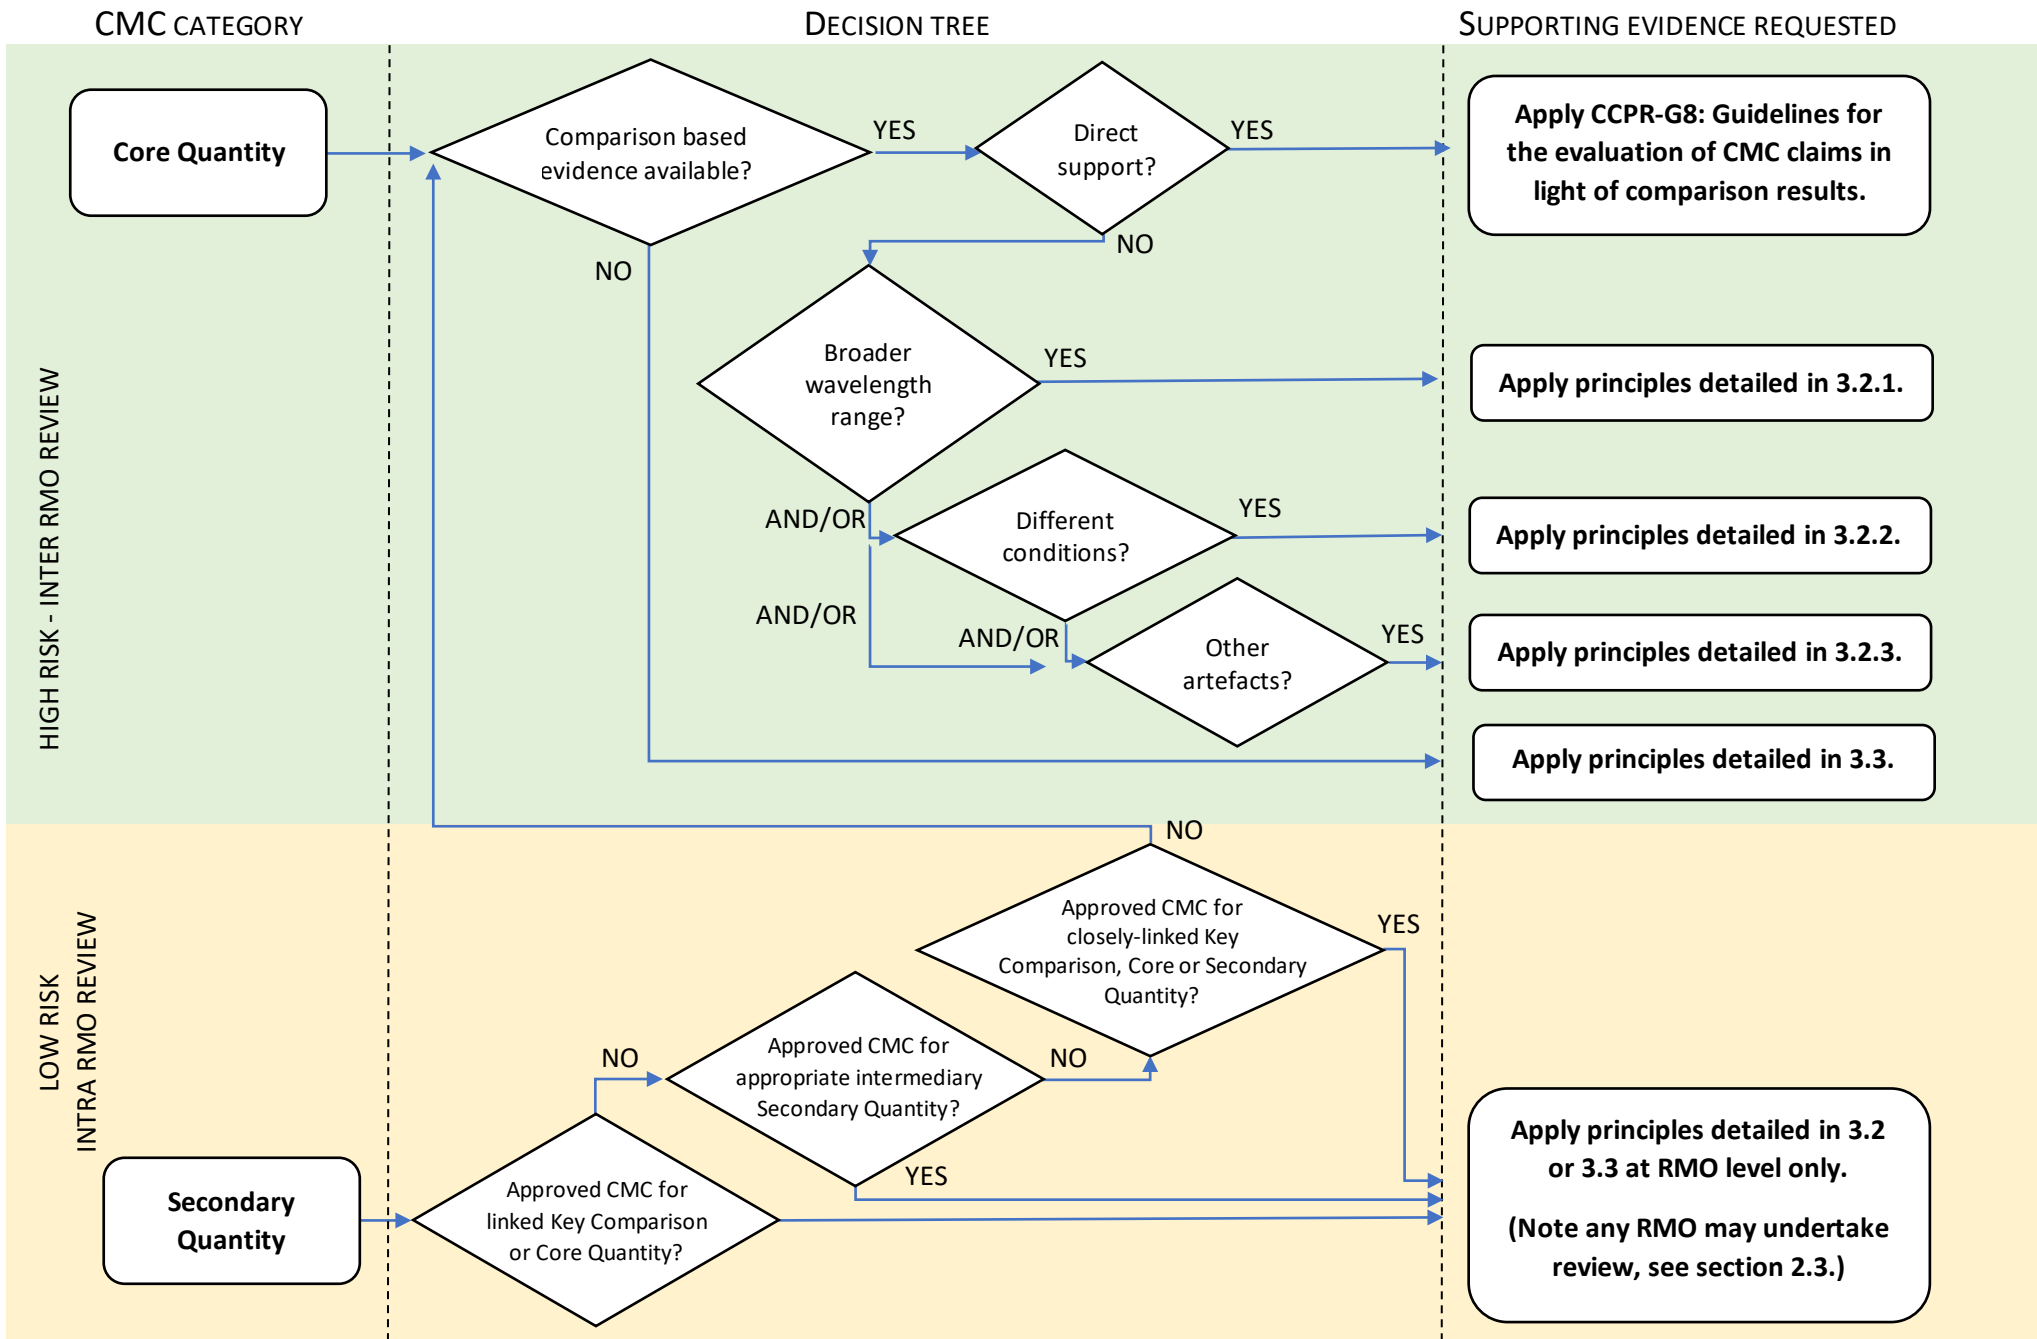 CMC CATEGORY
DECISION TREE
SUPPORTING EVIDENCE REQUESTED
HIGH RISK - INTER RMO REVIEW
Core Quantity
Comparison based
evidence available?
YES
Direct
support?
YES
Apply CCPR-G8: Guidelines for
the evaluation of CMC claims in
light of comparison results.
NO
NO
Broader
wavelength
range?
YES
Apply principles detailed in 3.2.1.
AND/OR
Different
conditions?
YES
Apply principles detailed in 3.2.2.
AND/OR
AND/OR
Other
artefacts?
YES
Apply principles detailed in 3.2.3.
Apply principles detailed in 3.3.
LOW RISK
INTRA RMO REVIEW
NO
Approved CMC for
closely-linked Key
Comparison, Core or Secondary
Quantity?
YES
NO
Approved CMC for
appropriate intermediary
Secondary Quantity?
NO
YES
Secondary
Quantity
Approved CMC for
linked Key Comparison
or Core Quantity?
Apply principles detailed in 3.2
or 3.3 at RMO level only.
(Note any RMO may undertake
review, see section 2.3.)